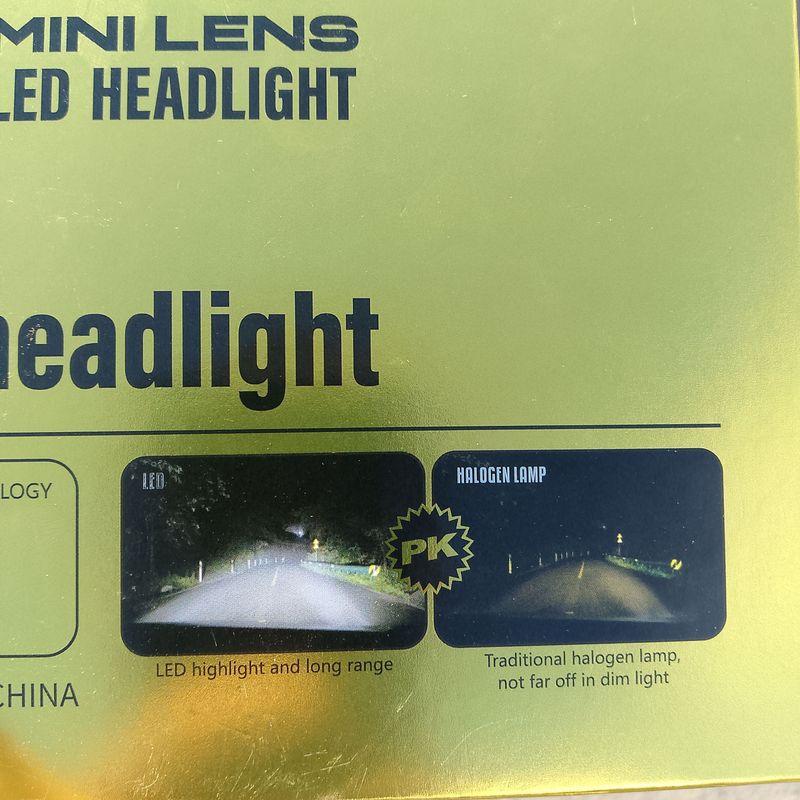 MINI LENS
LED HEADLIGHT
headlight
LOGY
LED
HALOGEN LAMP
PK
LED highlight and long range
Traditional halogen lamp,
not far off in dim light
CHINA